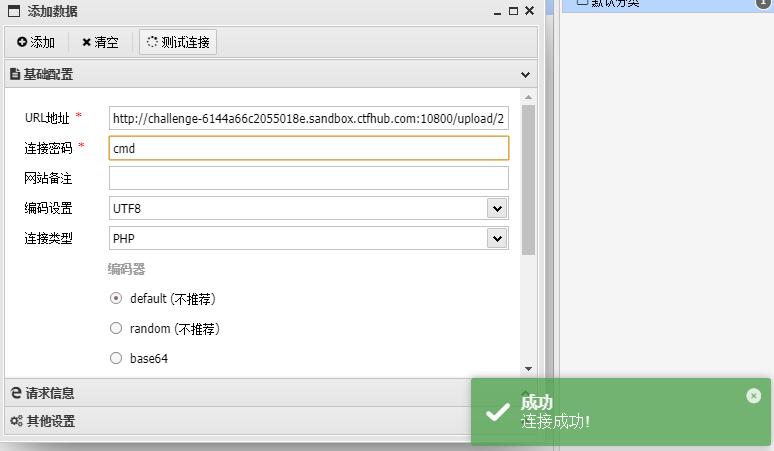 添加数据
默认分类
1
添加 清空 测试连接
基础配置
URL地址 * http://challenge-6144a66c2055018e.sandbox.ctfhub.com:10800/upload/2
连接密码 * cmd
网站备注
编码设置 UTF8
连接类型 PHP
编码器
default (不推荐)
random (不推荐)
base64
请求信息
其他设置
成功
连接成功!